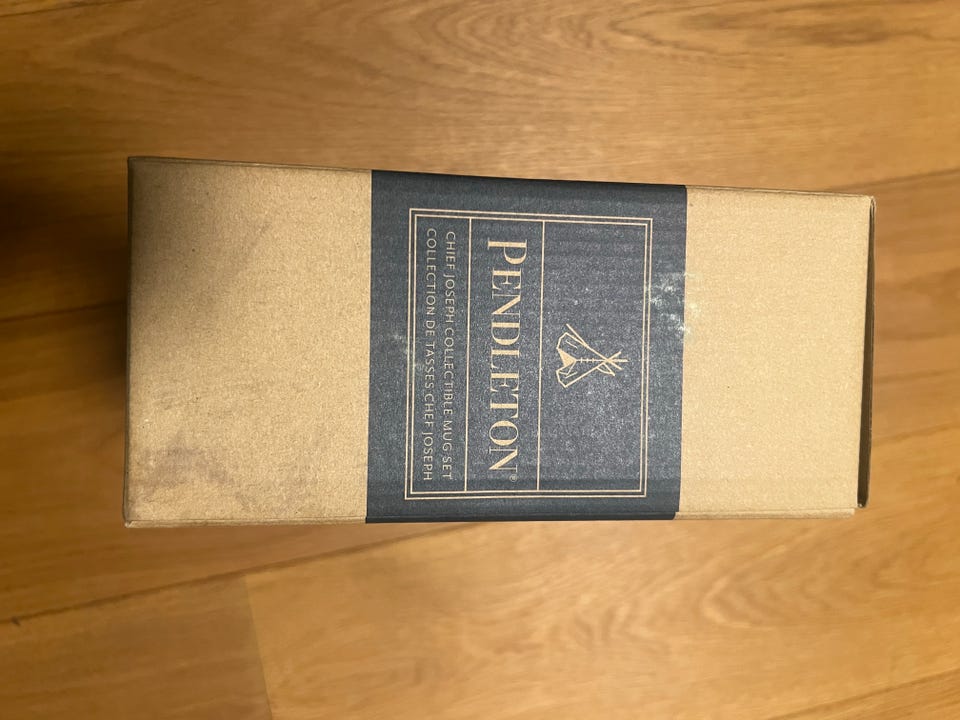 PENDLETON®
CHIEF JOSEPH COLLECTIBLE MUG SET
COLLECTION DE TASSES CHEF JOSEPH